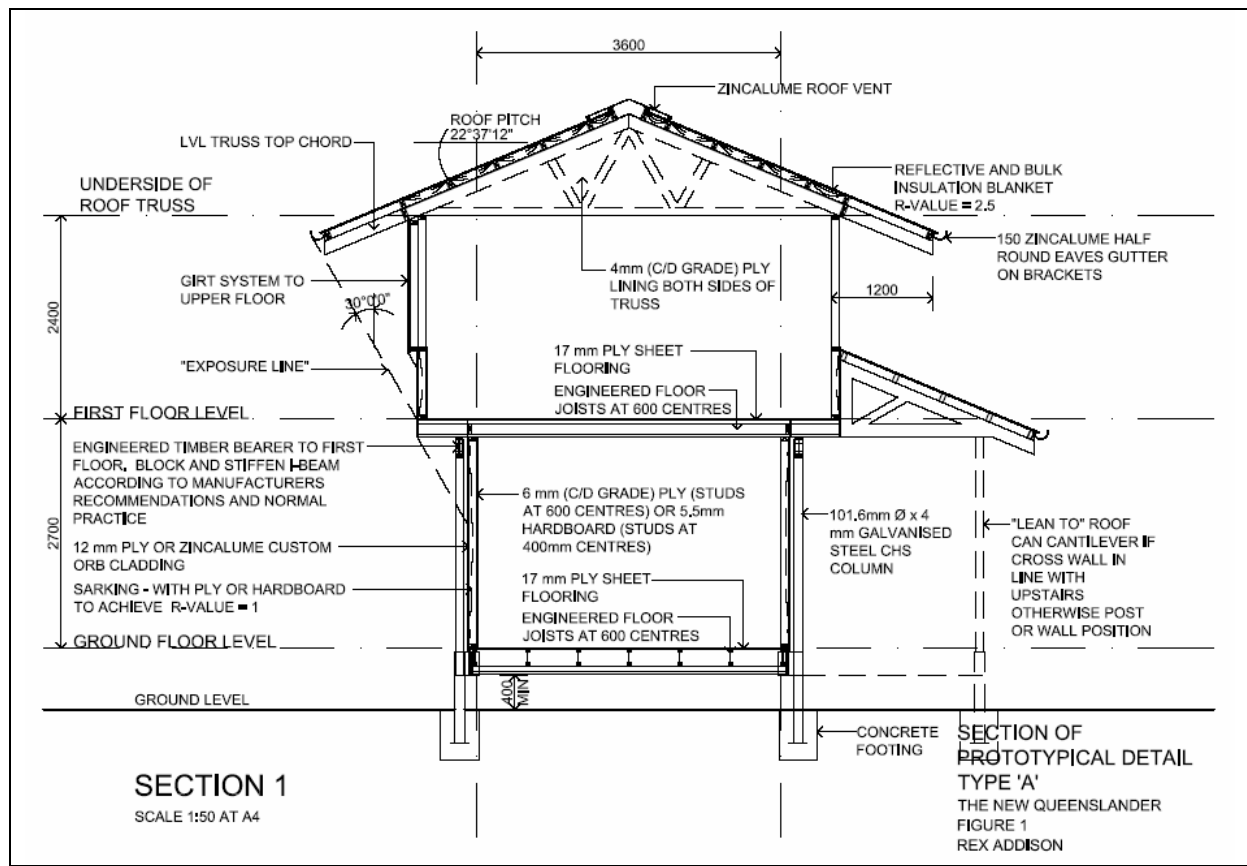 3600
ZINCALUME ROOF VENT
ROOF PITCH
22°37'12"
LVL TRUSS TOP CHORD
REFLECTIVE AND BULK
INSULATION BLANKET
R-VALUE = 2.5
UNDERSIDE OF
ROOF TRUSS
150 ZINCALUME HALF
ROUND EAVES GUTTER
ON BRACKETS
4mm (C/D GRADE) PLY
LINING BOTH SIDES OF
TRUSS
GIRT SYSTEM TO
UPPER FLOOR
1200
30°0'0"
2400
17 mm PLY SHEET
FLOORING
"EXPOSURE LINE"
ENGINEERED FLOOR
JOISTS AT 600 CENTRES
FIRST FLOOR LEVEL
ENGINEERED TIMBER BEARER TO FIRST
FLOOR. BLOCK AND STIFFEN I-BEAM
ACCORDING TO MANUFACTURERS
RECOMMENDATIONS AND NORMAL
PRACTICE
6 mm (C/D GRADE) PLY (STUDS
AT 600 CENTRES) OR 5.5mm
HARDBOARD (STUDS AT
400mm CENTRES)
101.6mm Ø x 4
mm GALVANISED
STEEL CHS
COLUMN
"LEAN TO" ROOF
CAN CANTILEVER IF
CROSS WALL IN
LINE WITH
UPSTAIRS
OTHERWISE POST
OR WALL POSITION
2700
12 mm PLY OR ZINCALUME CUSTOM
ORB CLADDING
SARKING - WITH PLY OR HARDBOARD
TO ACHIEVE R-VALUE = 1
17 mm PLY SHEET
FLOORING
ENGINEERED FLOOR
JOISTS AT 600 CENTRES
GROUND FLOOR LEVEL
400
MIN
GROUND LEVEL
CONCRETE
FOOTING
SECTION 1
SCALE 1:50 AT A4
SECTION OF
PROTOTYPICAL DETAIL
TYPE 'A'
THE NEW QUEENSLANDER
FIGURE 1
REX ADDISON